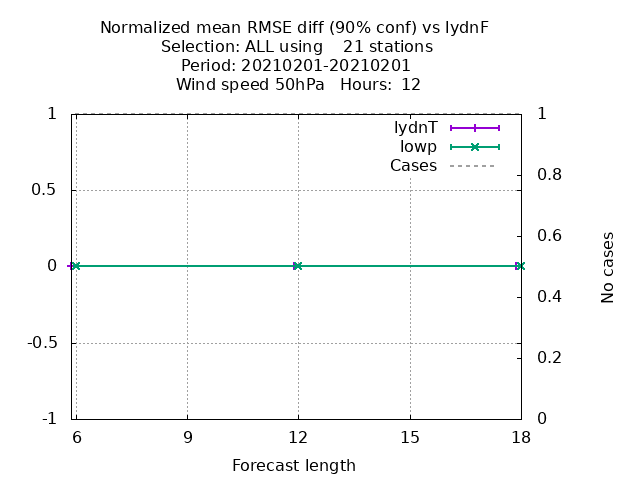 Normalized mean RMSE diff (90% conf) vs lydnF
Selection: ALL using    21 stations
Period: 20210201-20210201
Wind speed 50hPa   Hours: 12
1
0.5
0
-0.5
-1
1
0.8
0.6
0.4
0.2
0
lydnT
lowp
Cases
No cases
6 9 12 15 18
Forecast length